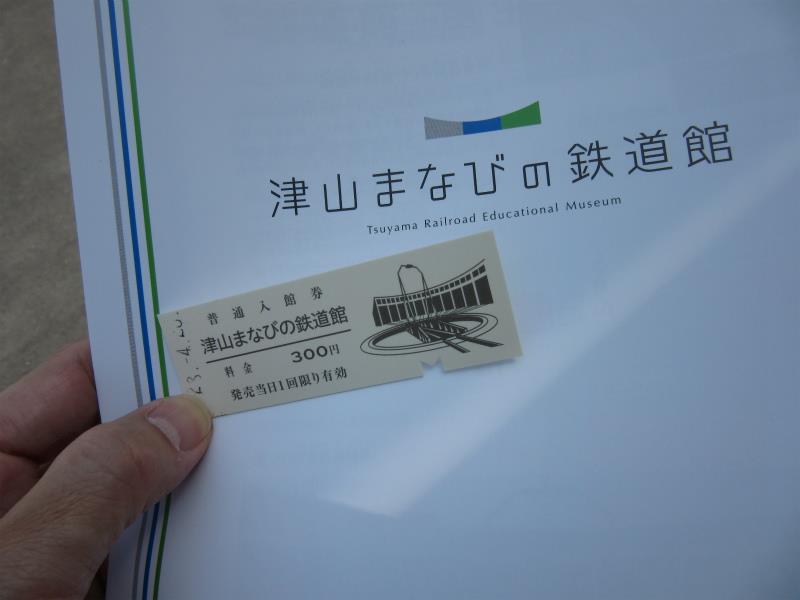 津山まなびの鉄道館
Tsuyama Railroad Educational Museum
普通入館券
津山まなびの鉄道館
料金 300円
発売当日1回限り有効